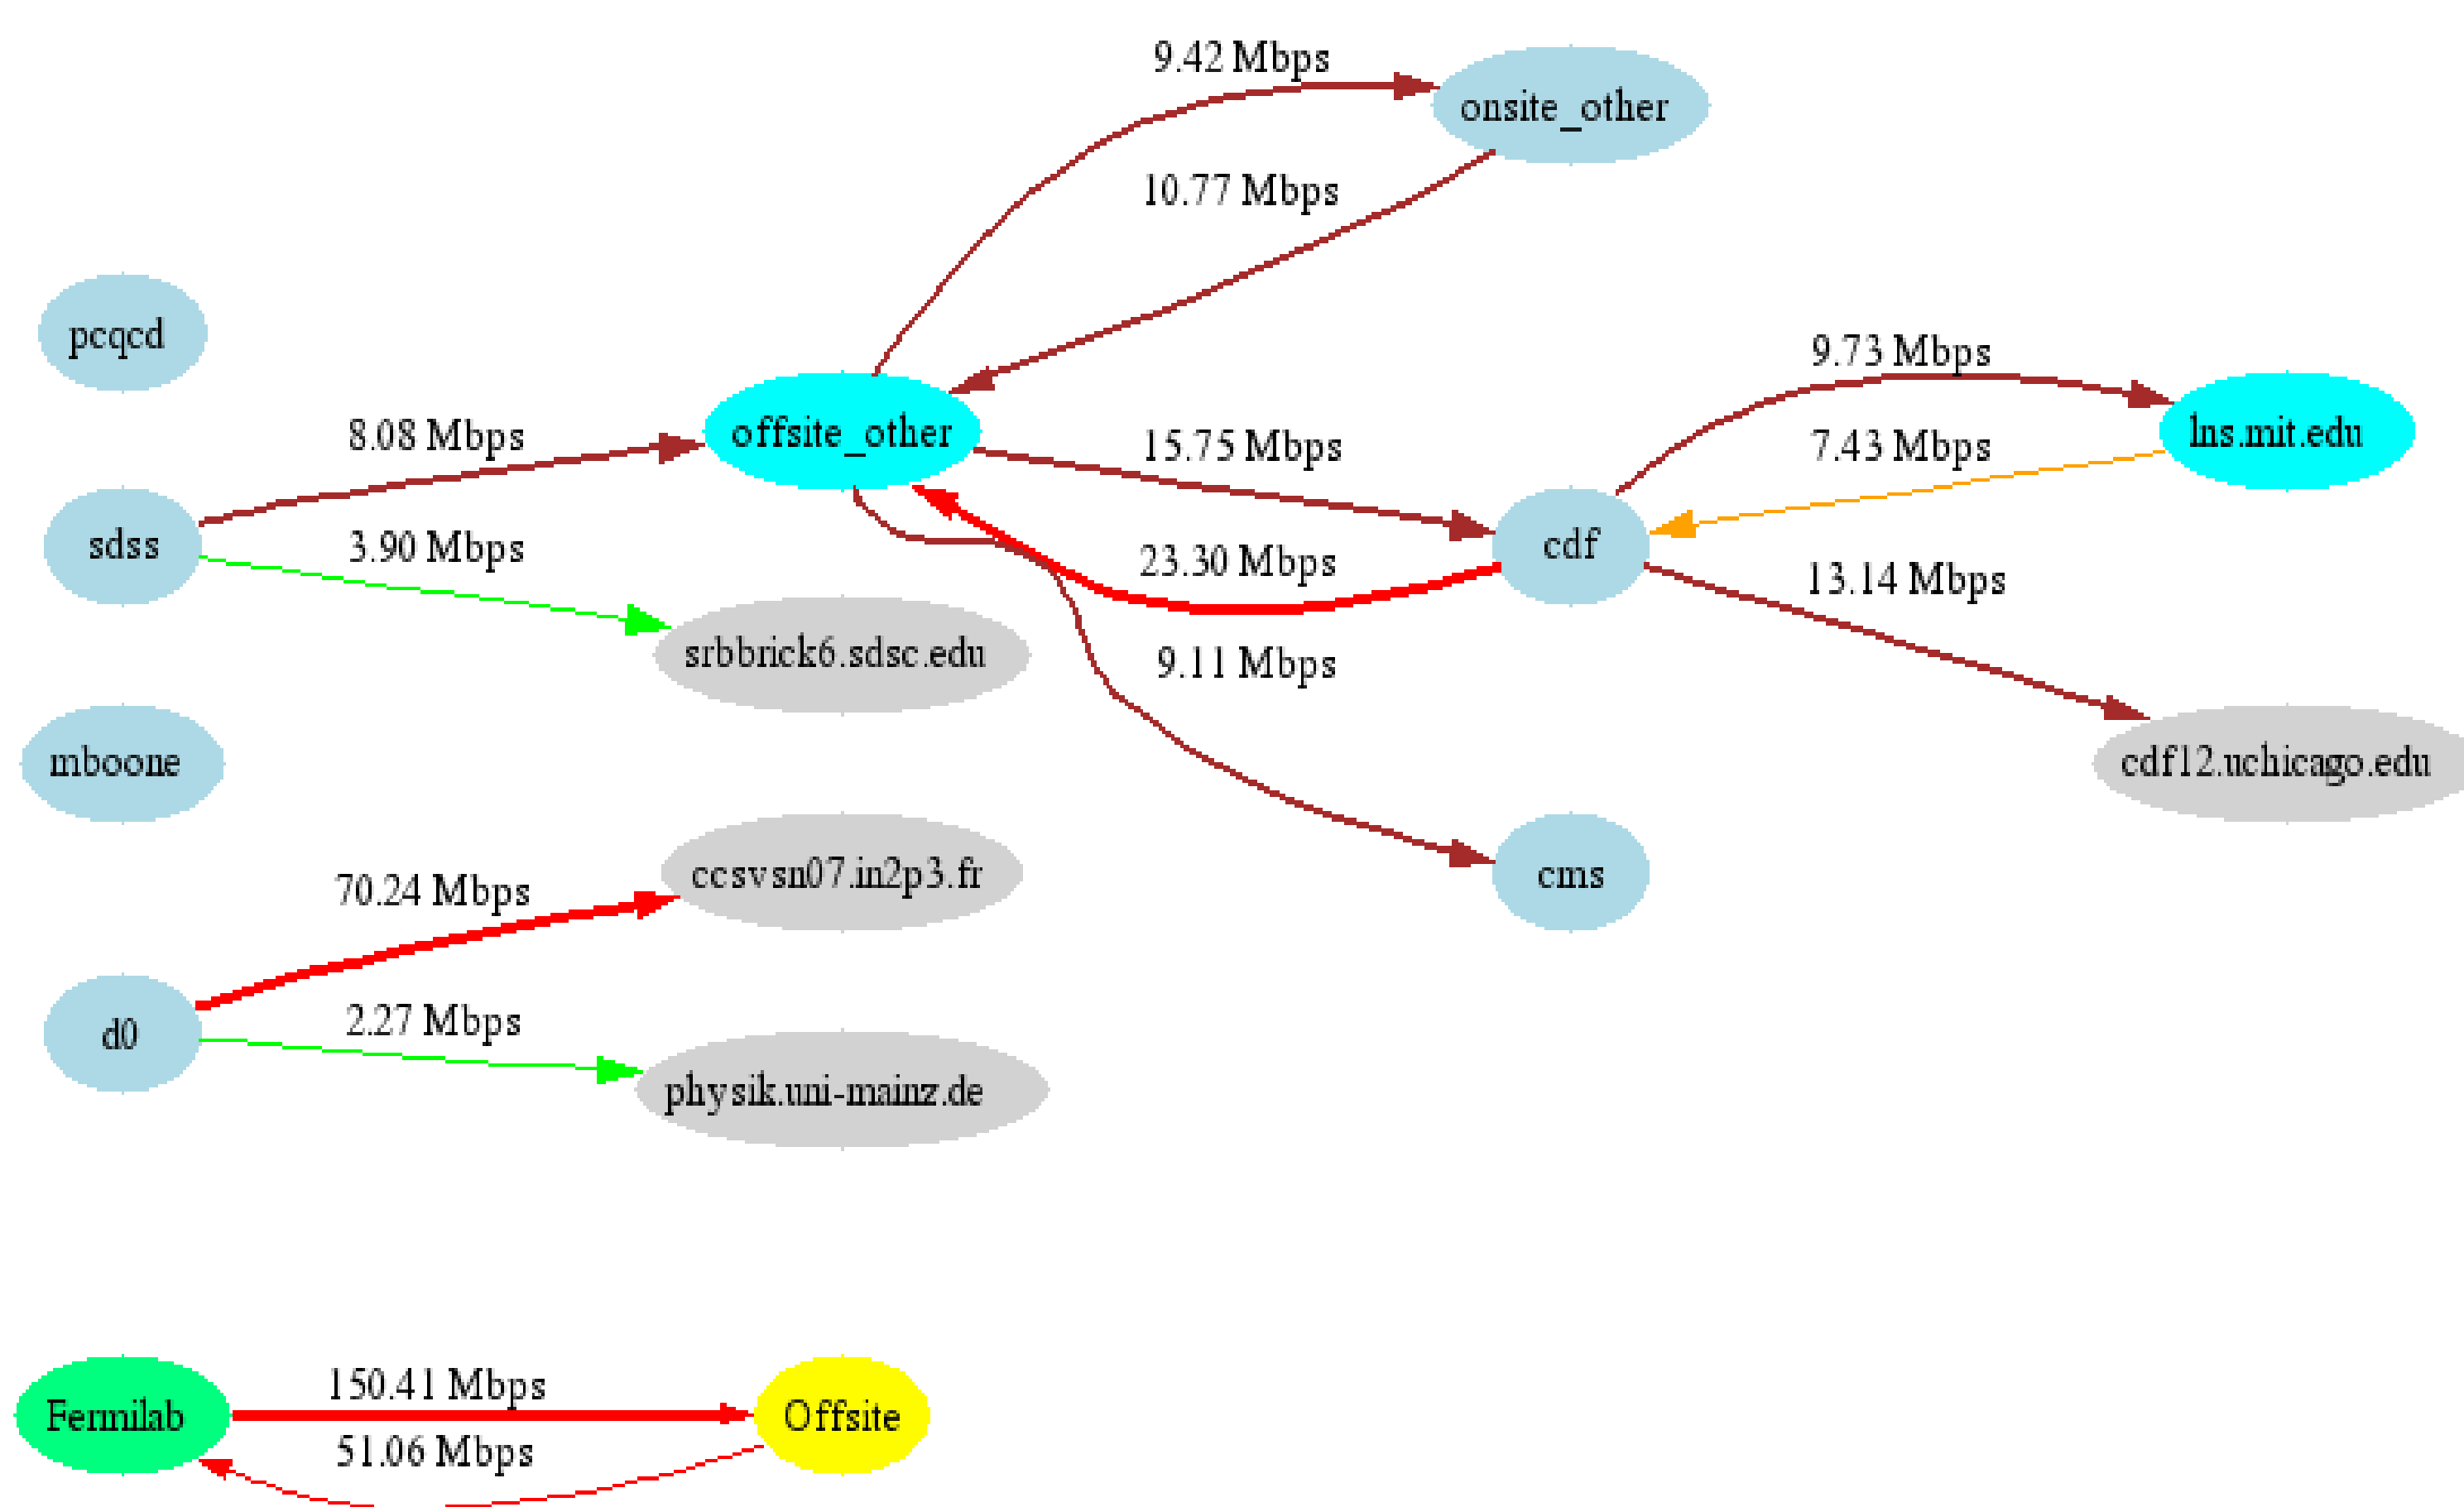 9.42 Mbps
onsite_other
10.77 Mbps
pcqcd
9.73 Mbps
8.08 Mbps
offsite_other
15.75 Mbps
7.43 Mbps
lns.mit.edu
sdss
3.90 Mbps
23.30 Mbps
cdf
13.14 Mbps
srbbrick6.sdsc.edu
9.11 Mbps
mboone
cdf12.uchicago.edu
70.24 Mbps
ccsvsn07.in2p3.fr
cms
d0
2.27 Mbps
physik.uni-mainz.de
Fermilab
150.41 Mbps
Offsite
51.06 Mbps